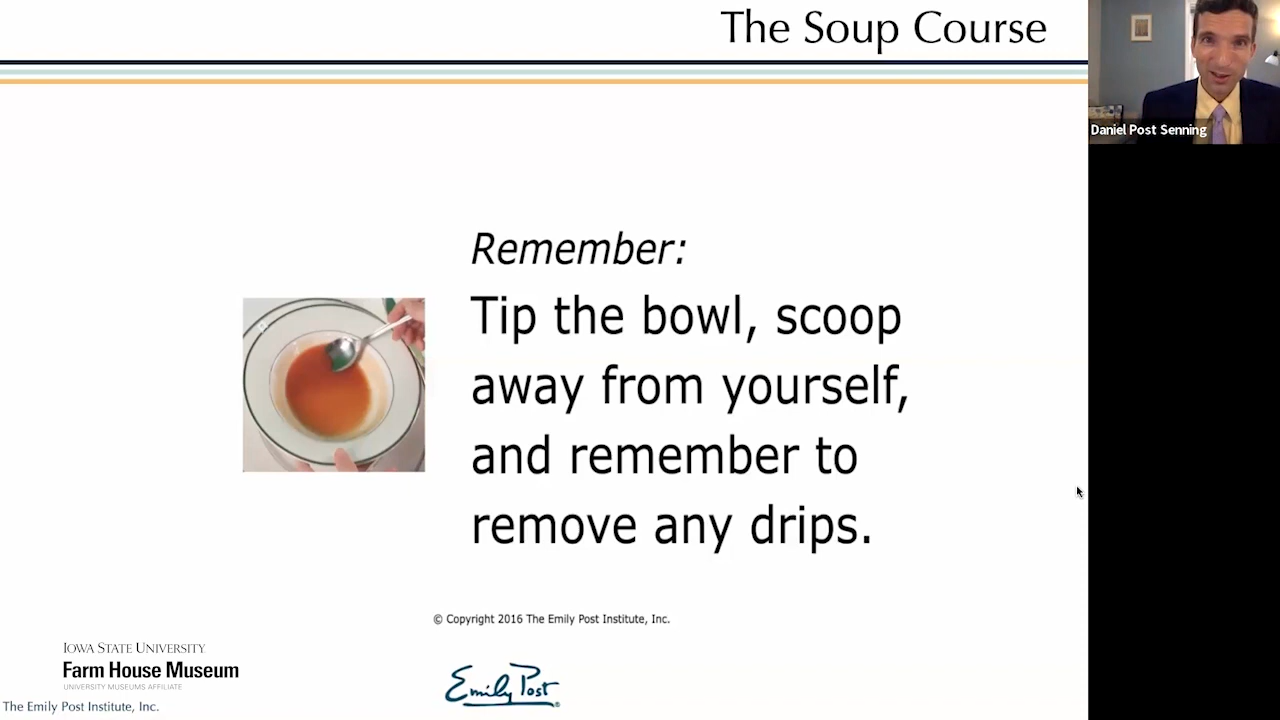 The Soup Course
Daniel Post Senning
Remember:
Tip the bowl, scoop
away from yourself,
and remember to
remove any drips.
© Copyright 2016 The Emily Post Institute, Inc.
IOWA STATE UNIVERSITY
Farm House Museum
UNIVERSITY MUSEUMS AFFILIATE
Emily Post®
The Emily Post Institute, Inc.